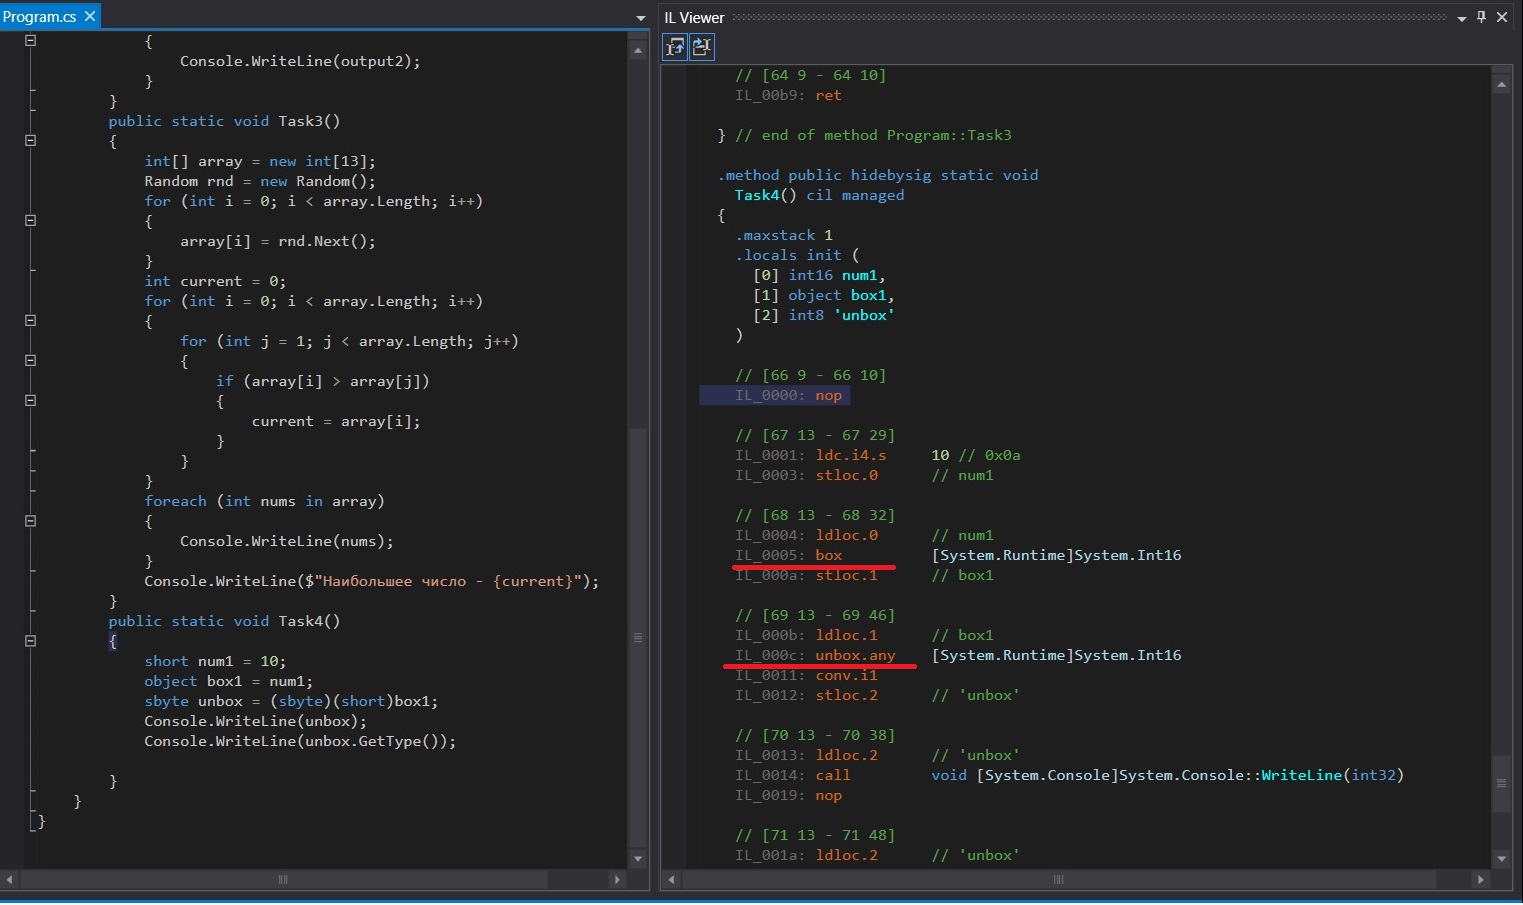 Program.cs
{
Console.WriteLine(output2);
}
}
public static void Task3()
{
int[] array = new int[13];
Random rnd = new Random();
for (int i = 0; i < array.Length; i++)
{
array[i] = rnd.Next();
}
int current = 0;
for (int i = 0; i < array.Length; i++)
{
for (int j = 1; j < array.Length; j++)
{
if (array[i] > array[j])
{
current = array[i];
}
}
}
foreach (int nums in array)
{
Console.WriteLine(nums);
}
Console.WriteLine($"Наибольшее число - {current}");
}
public static void Task4()
{
short num1 = 10;
object box1 = num1;
sbyte unbox = (sbyte)(short)box1;
Console.WriteLine(unbox);
Console.WriteLine(unbox.GetType());
}
}
}
IL Viewer
// [64 9 - 64 10]
IL_00b9: ret
} // end of method Program::Task3
.method public hidebysig static void
Task4() cil managed
{
.maxstack 1
.locals init (
[0] int16 num1,
[1] object box1,
[2] int8 'unbox'
)
// [66 9 - 66 10]
IL_0000: nop
// [67 13 - 67 29]
IL_0001: ldc.i4.s 10 // 0x0a
IL_0003: stloc.0 // num1
// [68 13 - 68 32]
IL_0004: ldloc.0 // num1
IL_0005: box [System.Runtime]System.Int16
IL_000a: stloc.1 // box1
// [69 13 - 69 46]
IL_000b: ldloc.1 // box1
IL_000c: unbox.any [System.Runtime]System.Int16
IL_0011: conv.i1
IL_0012: stloc.2 // 'unbox'
// [70 13 - 70 38]
IL_0013: ldloc.2 // 'unbox'
IL_0014: call void [System.Console]System.Console::WriteLine(int32)
IL_0019: nop
// [71 13 - 71 48]
IL_001a: ldloc.2 // 'unbox'